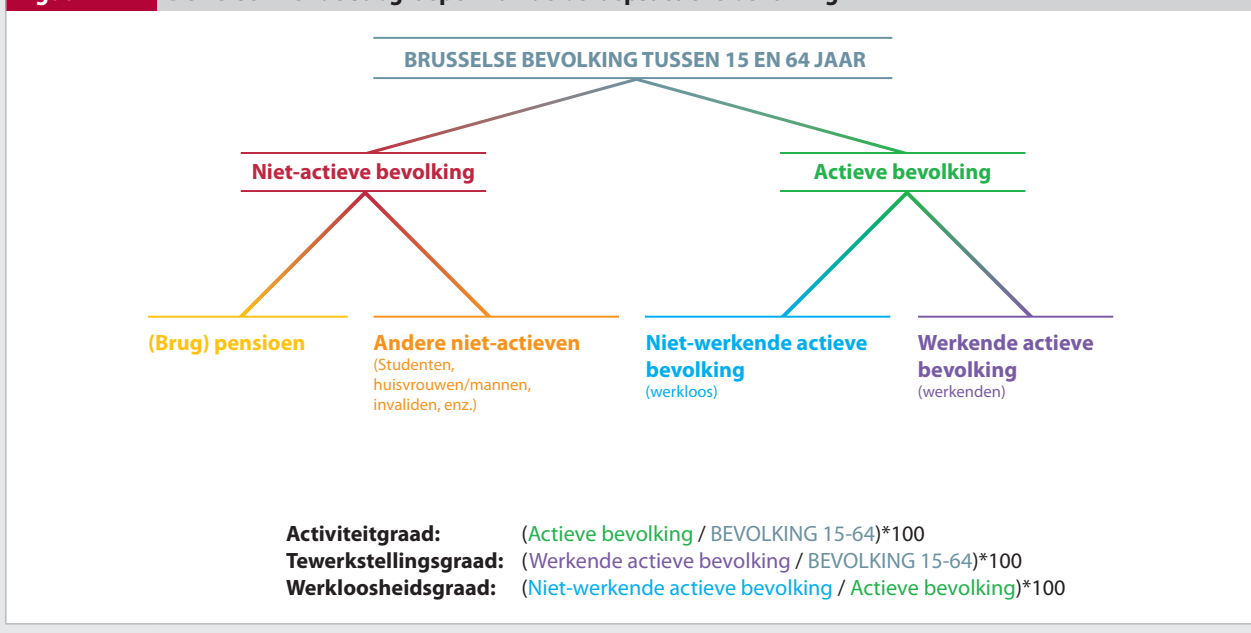 BRUSSELSE BEVOLKING TUSSEN 15 EN 64 JAAR
Niet-actieve bevolking
Actieve bevolking
(Brug) pensioen
Andere niet-actieven
(Studenten,
huisvrouwen/mannen,
invaliden, enz.)
Niet-werkende actieve
bevolking
(werkloos)
Werkende actieve
bevolking
(werkenden)
Activiteitgraad: (Actieve bevolking / BEVOLKING 15-64)*100
Tewerkstellingsgraad: (Werkende actieve bevolking / BEVOLKING 15-64)*100
Werkloosheidsgraad: (Niet-werkende actieve bevolking / Actieve bevolking)*100